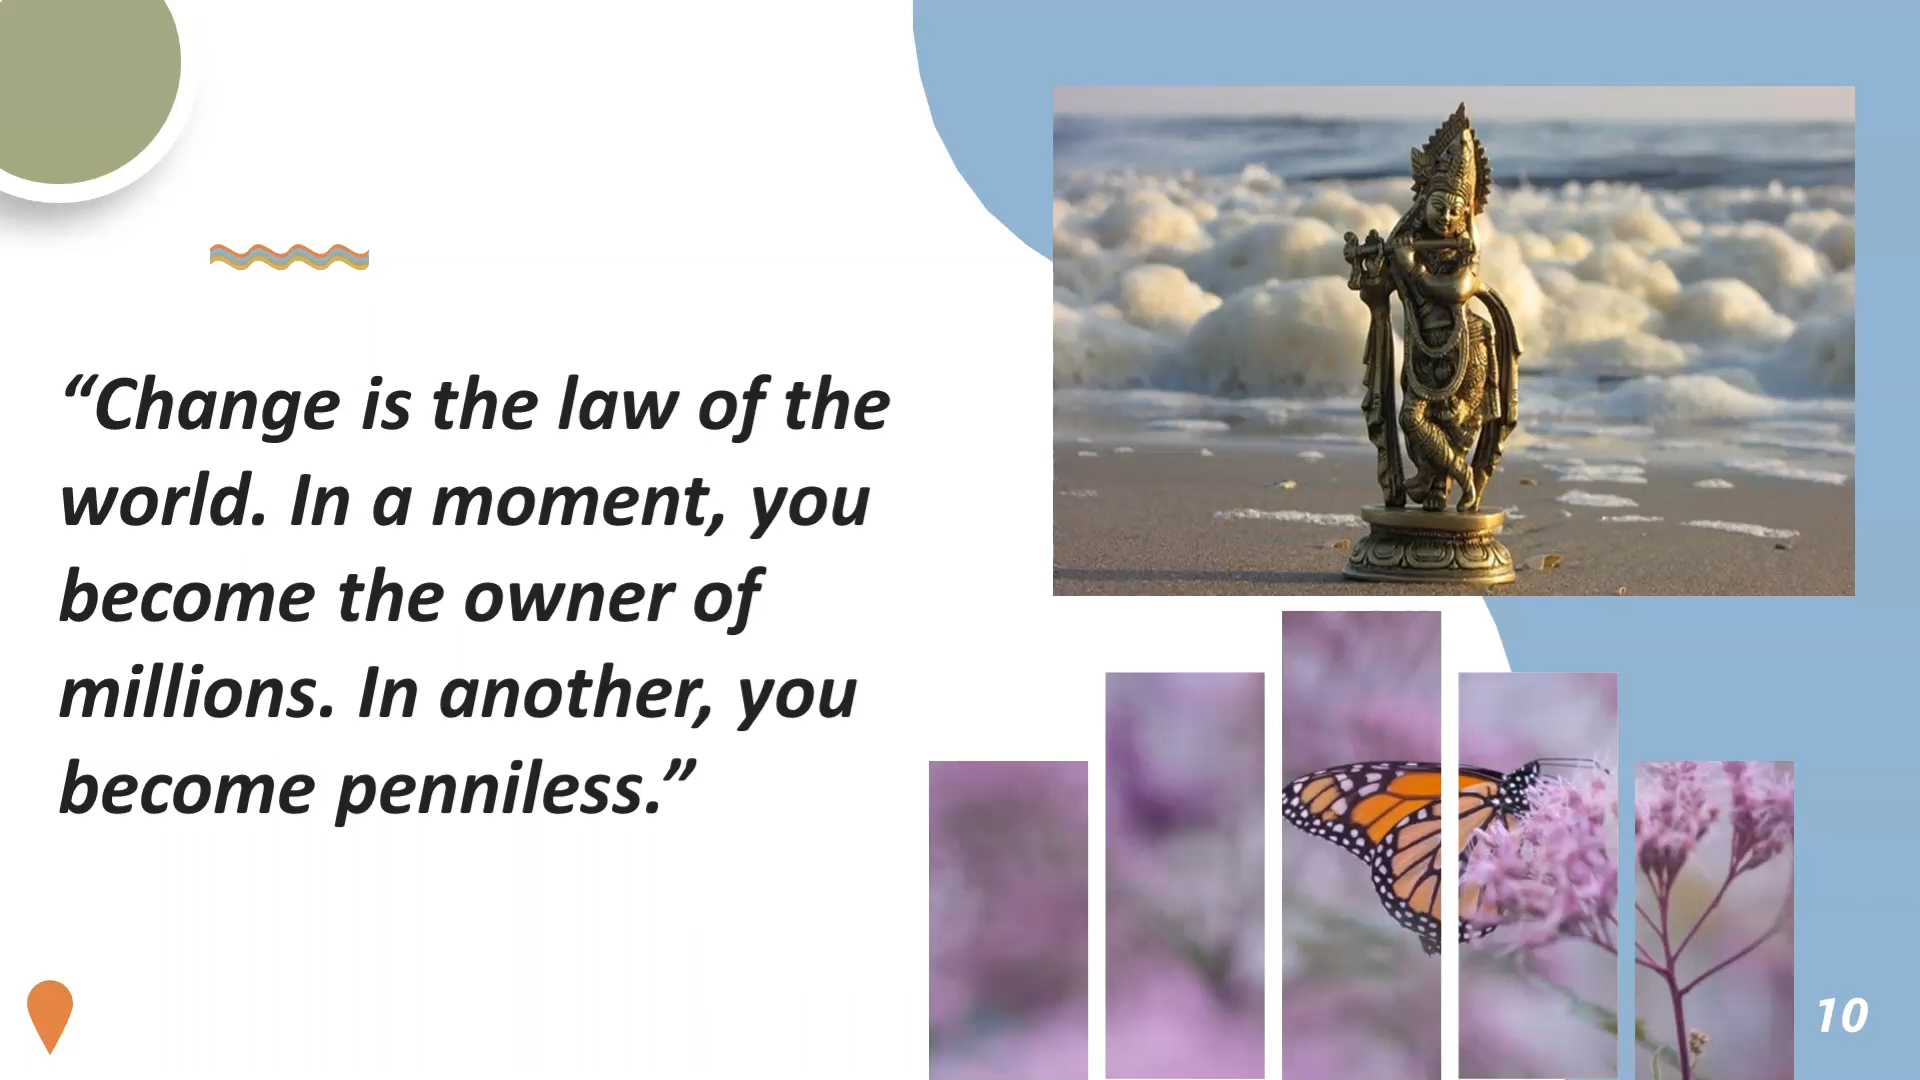 “Change is the law of the
world. In a moment, you
become the owner of
millions. In another, you
become penniless.”
10